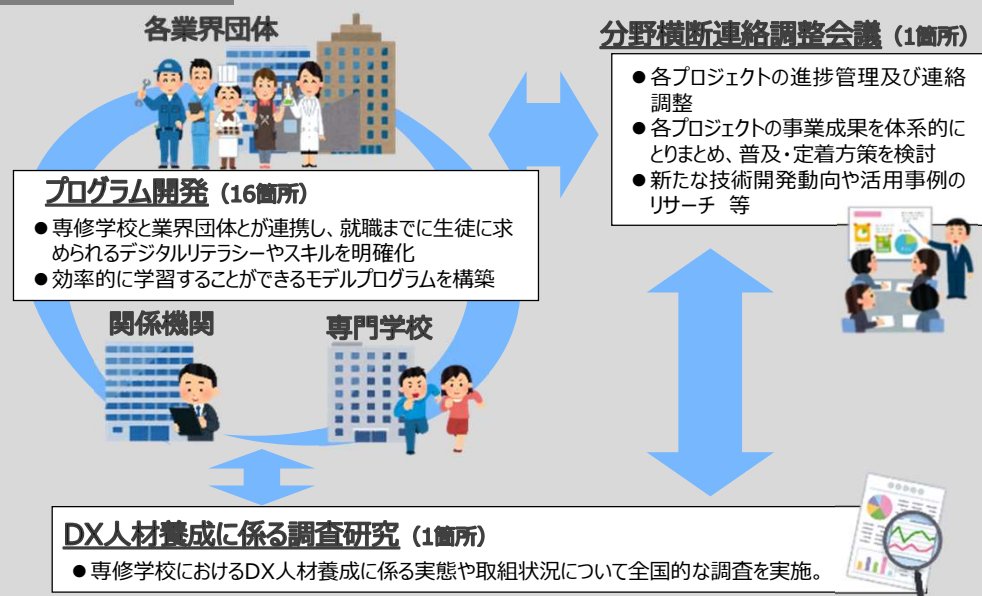 各業界団体
プログラム開発（16箇所）
●専修学校と業界団体とが連携し、就職までに生徒に求
められるデジタルリテラシーやスキルを明確化
●効率的に学習することができるモデルプログラムを構築
関係機関
専門学校
分野横断連絡調整会議（1箇所）
●各プロジェクトの進捗管理及び連絡
調整
●各プロジェクトの事業成果を体系的に
とりまとめ、普及・定着方策を検討
●新たな技術開発動向や活用事例の
リサーチ 等
DX人材養成に係る調査研究（1箇所）
●専修学校におけるDX人材養成に係る実態や取組状況について全国的な調査を実施。